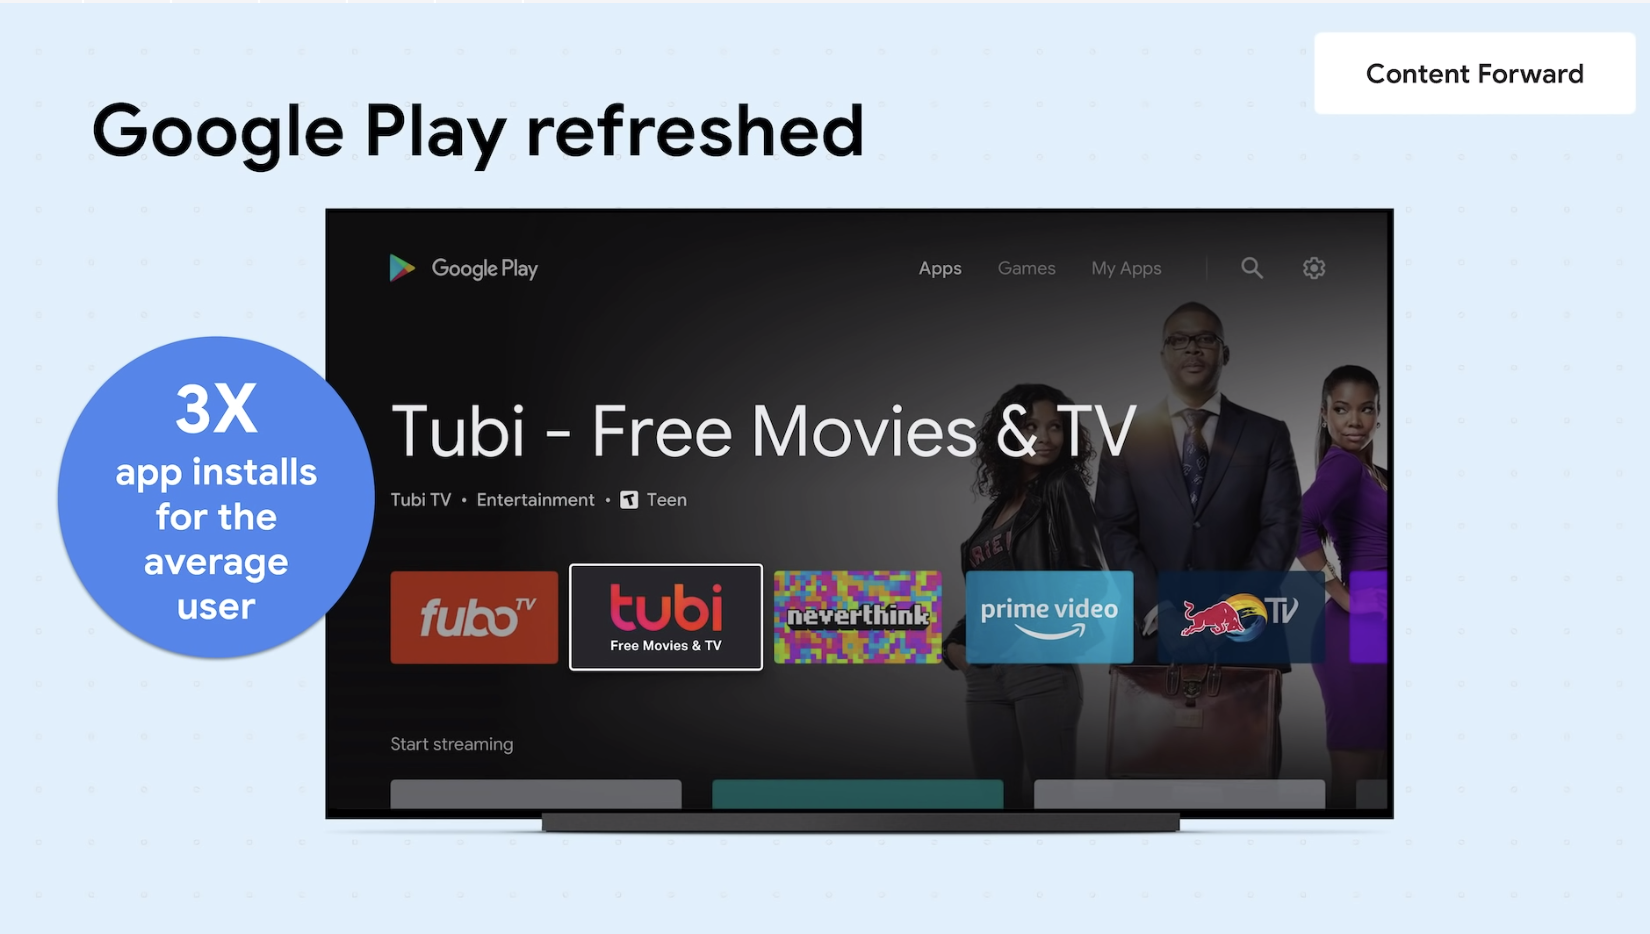 Content Forward
Google Play refreshed
Google Play
Apps
Games
My Apps
3X
app installs
for the
average
user
Tubi - Free Movies & TV
Tubi TV • Entertainment • T Teen
RIE
fubo TV
tubi
Free Movies & TV
neverthink
prime video
TV
Start streaming